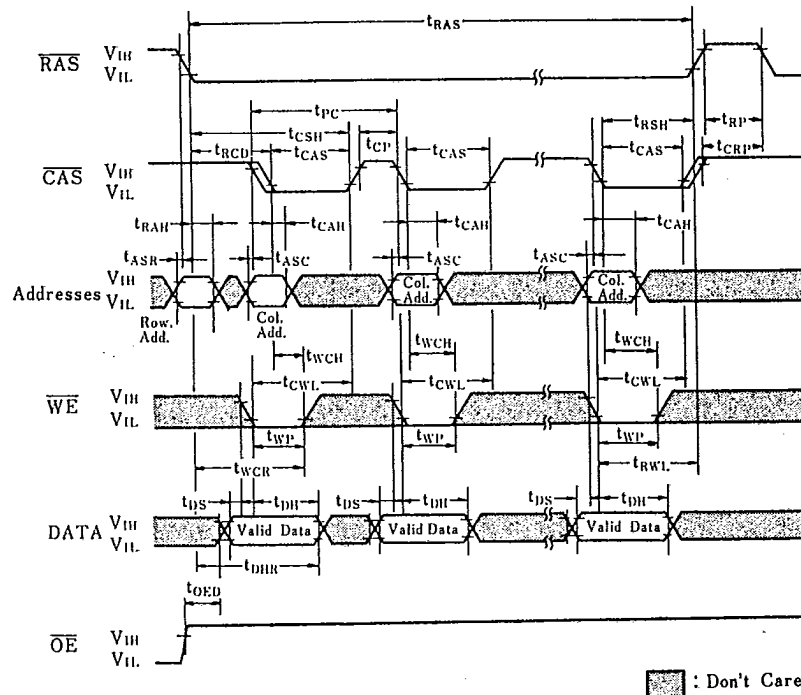 tRAS
RAS
VIH
VIL
tPC
tCSH
tRCD
tCAS
tCP
tCAS
tRSH
tCAS
tRP
tCRP
CAS
VIH
VIL
tRAH
tCAH
tCAH
tCAH
tASR
tASC
tASC
tASC
Addresses
VIH
VIL
Row.
Add.
Col.
Add.
Col.
Add.
Col.
Add.
tWCH
tWCH
tWCH
tCWL
tCWL
tCWL
WE
VIH
VIL
tWP
tWP
tWP
tWCR
tRWL
tDS
tDH
tDS
tDH
tDS
tDH
DATA
VIH
VIL
Valid Data
Valid Data
Valid Data
tDHR
tOED
OE
VIH
VIL
: Don't Care